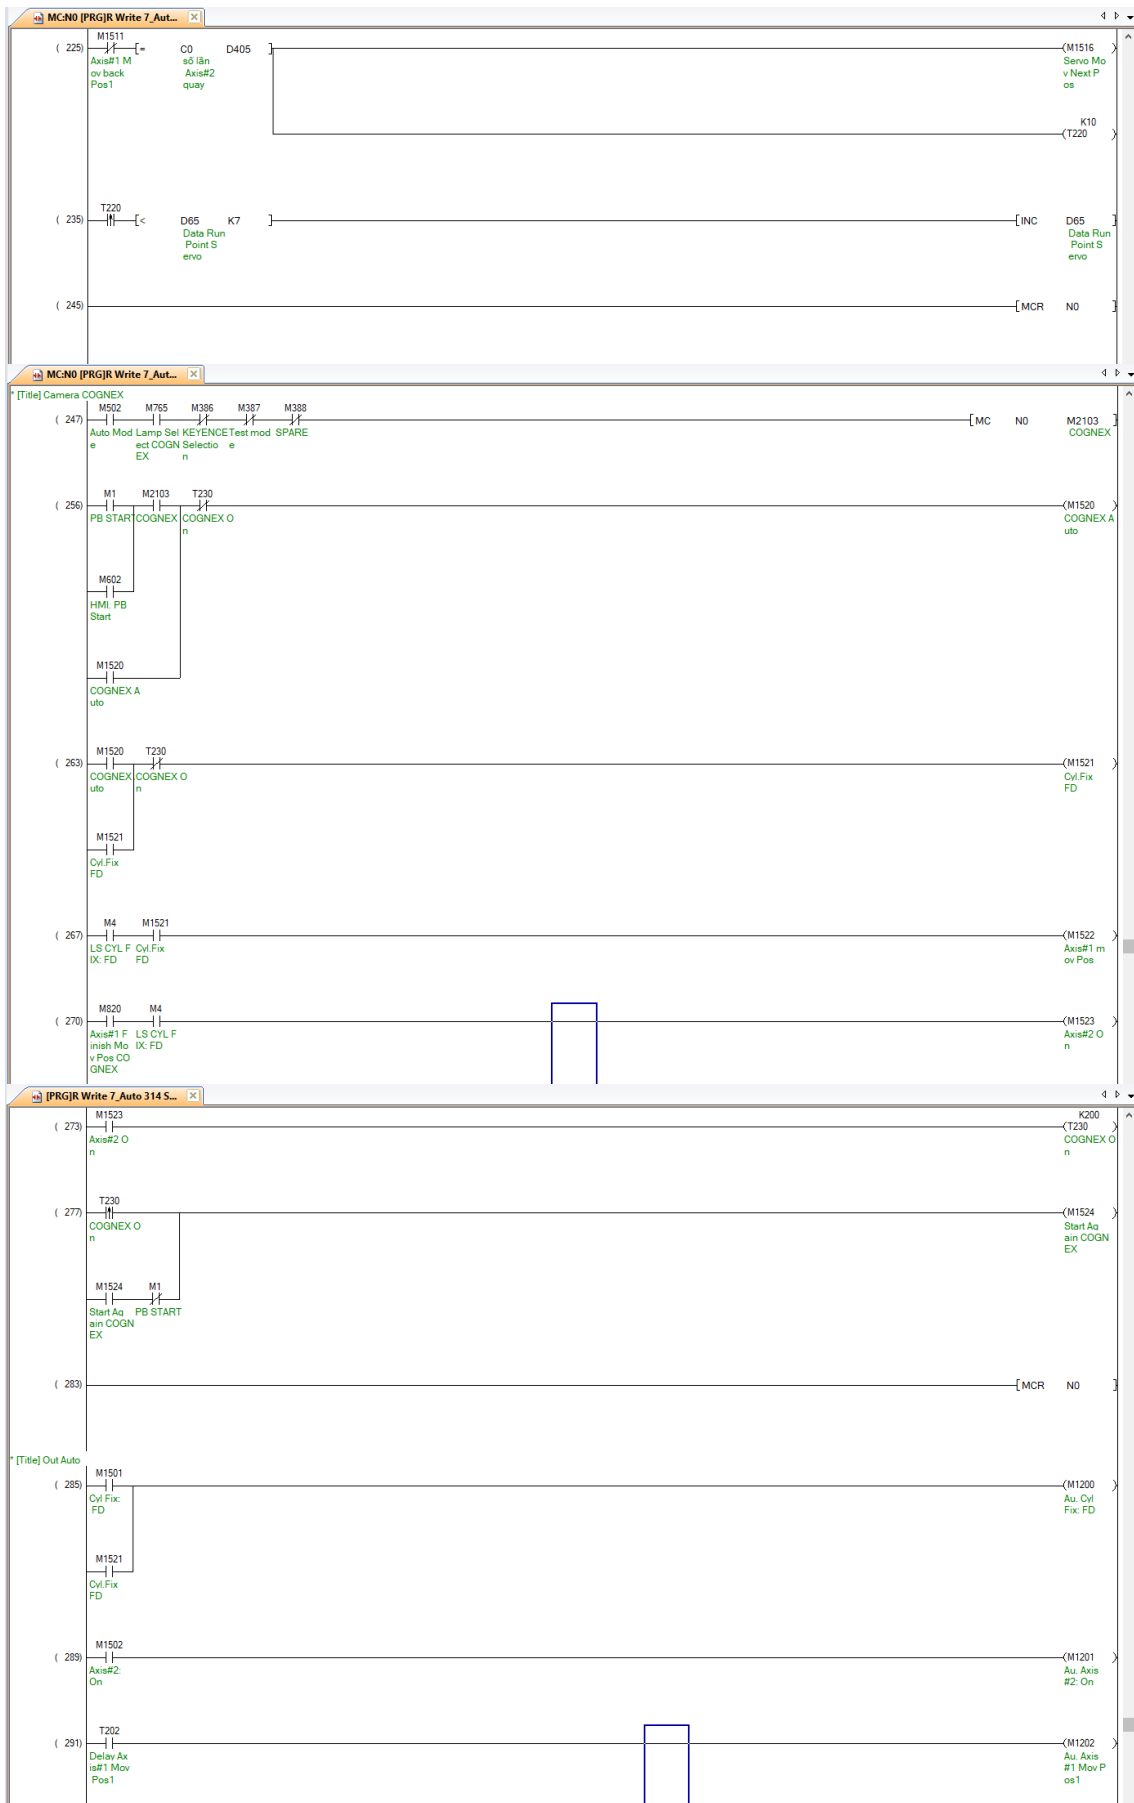 MC:N0 [PRG]R Write 7_Aut...
M1511
( 225) [= C0 D405 ] (M1516 )
Axis#1 M số lần Servo Mo
ov back Axis#2 v Next P
Pos1 quay os
K10
(T220 )
T220
( 235) [< D65 K7 ] [INC D65 ]
Data Run Data Run
Point S Point S
ervo ervo
( 245) [MCR N0 ]
MC:N0 [PRG]R Write 7_Aut...
* [Title] Camera COGNEX
M502 M765 M386 M387 M388
( 247) [MC N0 M2103 ]
Auto Mod Lamp Sel KEYENCE Test mod SPARE COGNEX
e ect COGN Selectio e
EX n
M1 M2103 T230
( 256) (M1520 )
PB START COGNEX COGNEX O COGNEX A
n uto
M602
HMI. PB
Start
M1520
COGNEX A
uto
M1520 T230
( 263) (M1521 )
COGNEX COGNEX O Cyl.Fix
uto n FD
M1521
Cyl.Fix
FD
M4 M1521
( 267) (M1522 )
LS CYL F Cyl.Fix Axis#1 m
IX: FD FD ov Pos
M820 M4
( 270) (M1523 )
Axis#1 F LS CYL F Axis#2 O
inish Mo IX: FD n
v Pos CO
GNEX
[PRG]R Write 7_Auto 314 S...
M1523 K200
( 273) (T230 )
Axis#2 O COGNEX O
n n
T230
( 277) (M1524 )
COGNEX O Start Ag
n ain COGN
EX
M1524 M1
Start Ag PB START
ain COGN
EX
( 283) [MCR N0 ]
* [Title] Out Auto
M1501
( 285) (M1200 )
Cyl Fix: Au. Cyl
FD Fix: FD
M1521
Cyl.Fix
FD
M1502
( 289) (M1201 )
Axis#2: Au. Axis
On #2: On
T202
( 291) (M1202 )
Delay Ax Au. Axis
is#1 Mov #1 Mov P
Pos1 os1